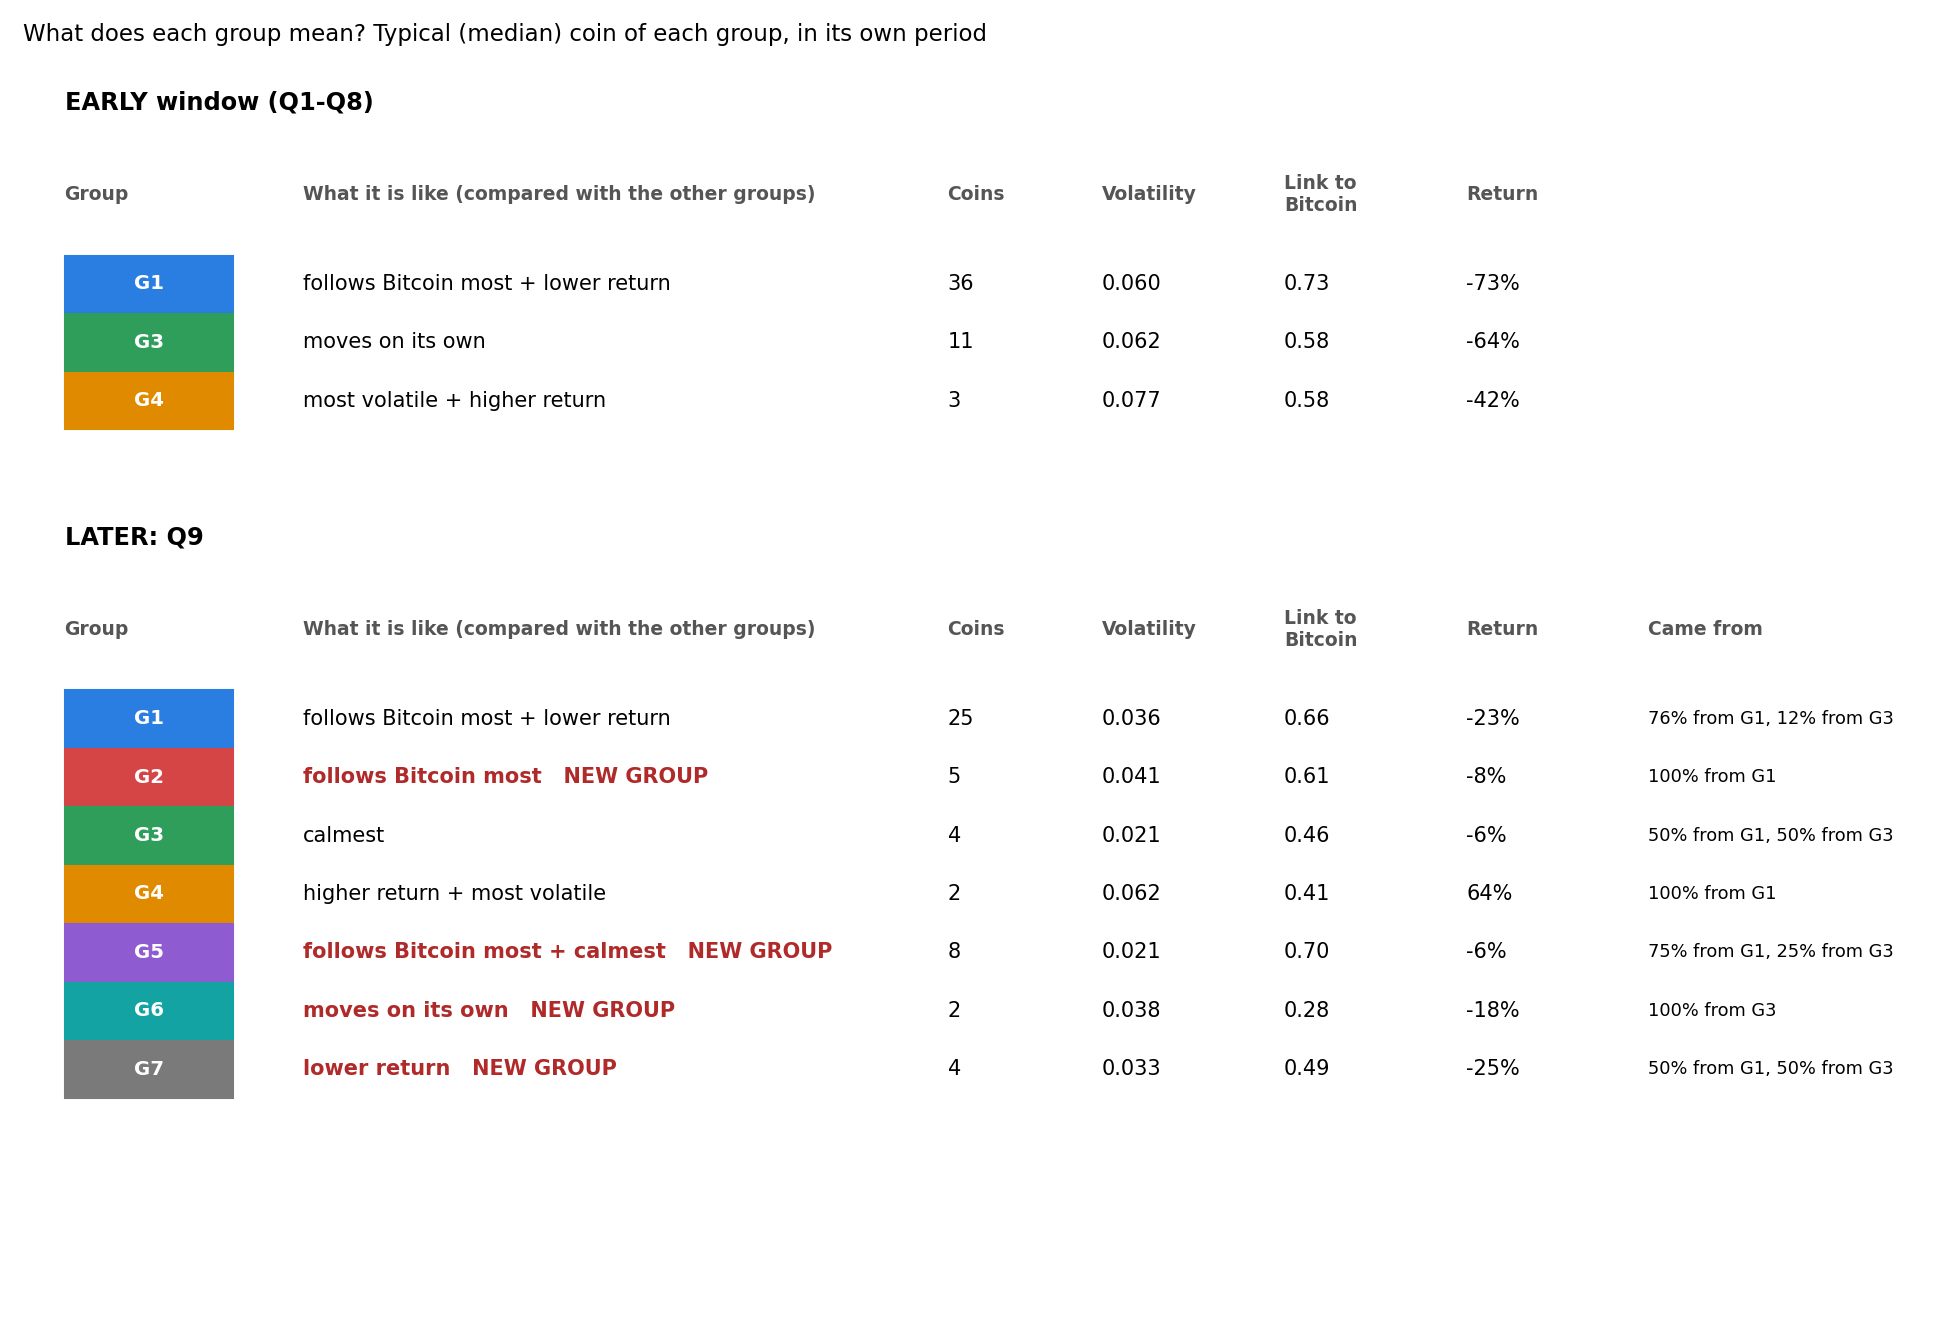 What does each group mean? Typical (median) coin of each group, in its own period
EARLY window (Q1-Q8)
Group What it is like (compared with the other groups) Coins Volatility Link to Bitcoin Return
G1 follows Bitcoin most + lower return 36 0.060 0.73 -73%
G3 moves on its own 11 0.062 0.58 -64%
G4 most volatile + higher return 3 0.077 0.58 -42%
LATER: Q9
Group What it is like (compared with the other groups) Coins Volatility Link to Bitcoin Return Came from
G1 follows Bitcoin most + lower return 25 0.036 0.66 -23% 76% from G1, 12% from G3
G2 follows Bitcoin most NEW GROUP 5 0.041 0.61 -8% 100% from G1
G3 calmest 4 0.021 0.46 -6% 50% from G1, 50% from G3
G4 higher return + most volatile 2 0.062 0.41 64% 100% from G1
G5 follows Bitcoin most + calmest NEW GROUP 8 0.021 0.70 -6% 75% from G1, 25% from G3
G6 moves on its own NEW GROUP 2 0.038 0.28 -18% 100% from G3
G7 lower return NEW GROUP 4 0.033 0.49 -25% 50% from G1, 50% from G3